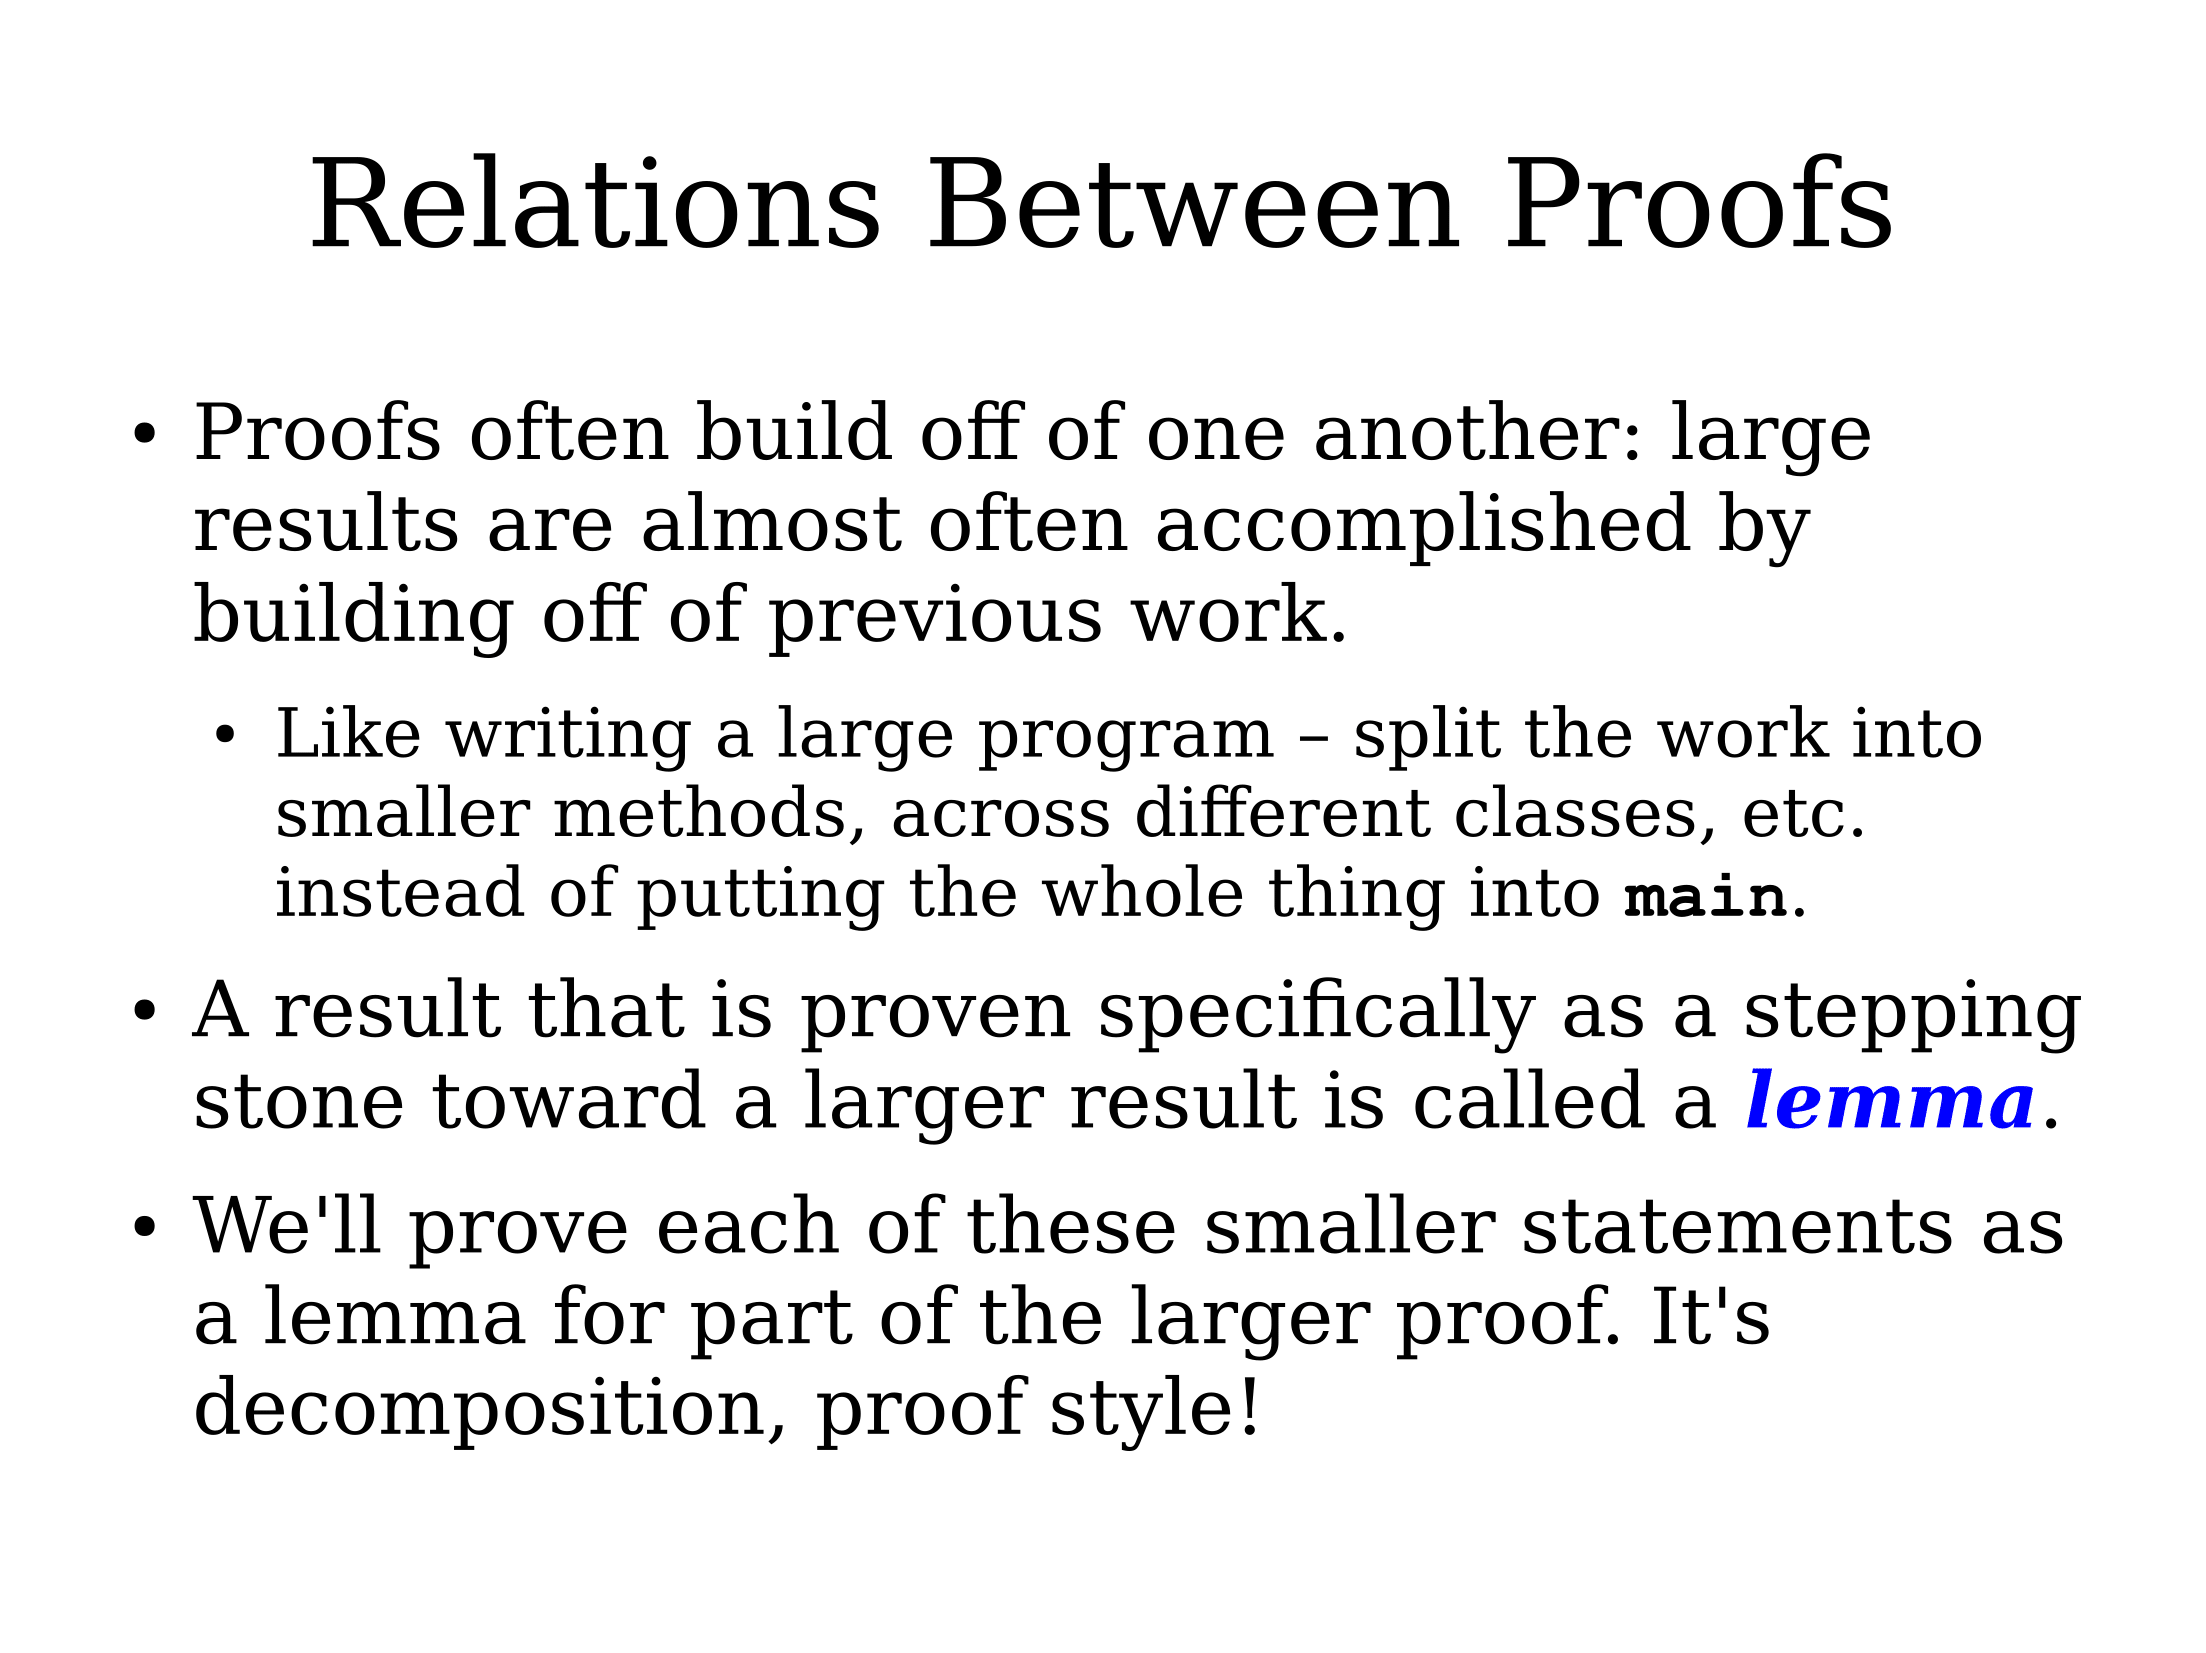 Relations Between Proofs
• Proofs often build off of one another: large
results are almost often accomplished by
building off of previous work.
• Like writing a large program – split the work into
smaller methods, across different classes, etc.
instead of putting the whole thing into main.
• A result that is proven specifically as a stepping
stone toward a larger result is called a lemma.
• We'll prove each of these smaller statements as
a lemma for part of the larger proof. It's
decomposition, proof style!